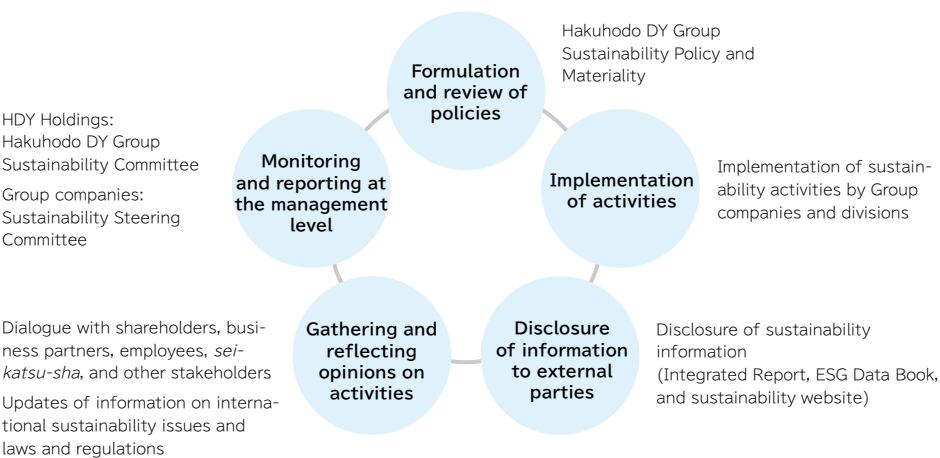 Formulation
and review of
policies
Hakuhodo DY Group
Sustainability Policy and
Materiality
Implementation
of activities
Implementation of sustain-
ability activities by Group
companies and divisions
Disclosure
of information
to external
parties
Disclosure of sustainability
information
(Integrated Report, ESG Data Book,
and sustainability website)
Gathering and
reflecting
opinions on
activities
Dialogue with shareholders, busi-
ness partners, employees, sei-
katsu-sha, and other stakeholders
Updates of information on interna-
tional sustainability issues and
laws and regulations
Monitoring
and reporting at
the management
level
HDY Holdings:
Hakuhodo DY Group
Sustainability Committee
Group companies:
Sustainability Steering
Committee